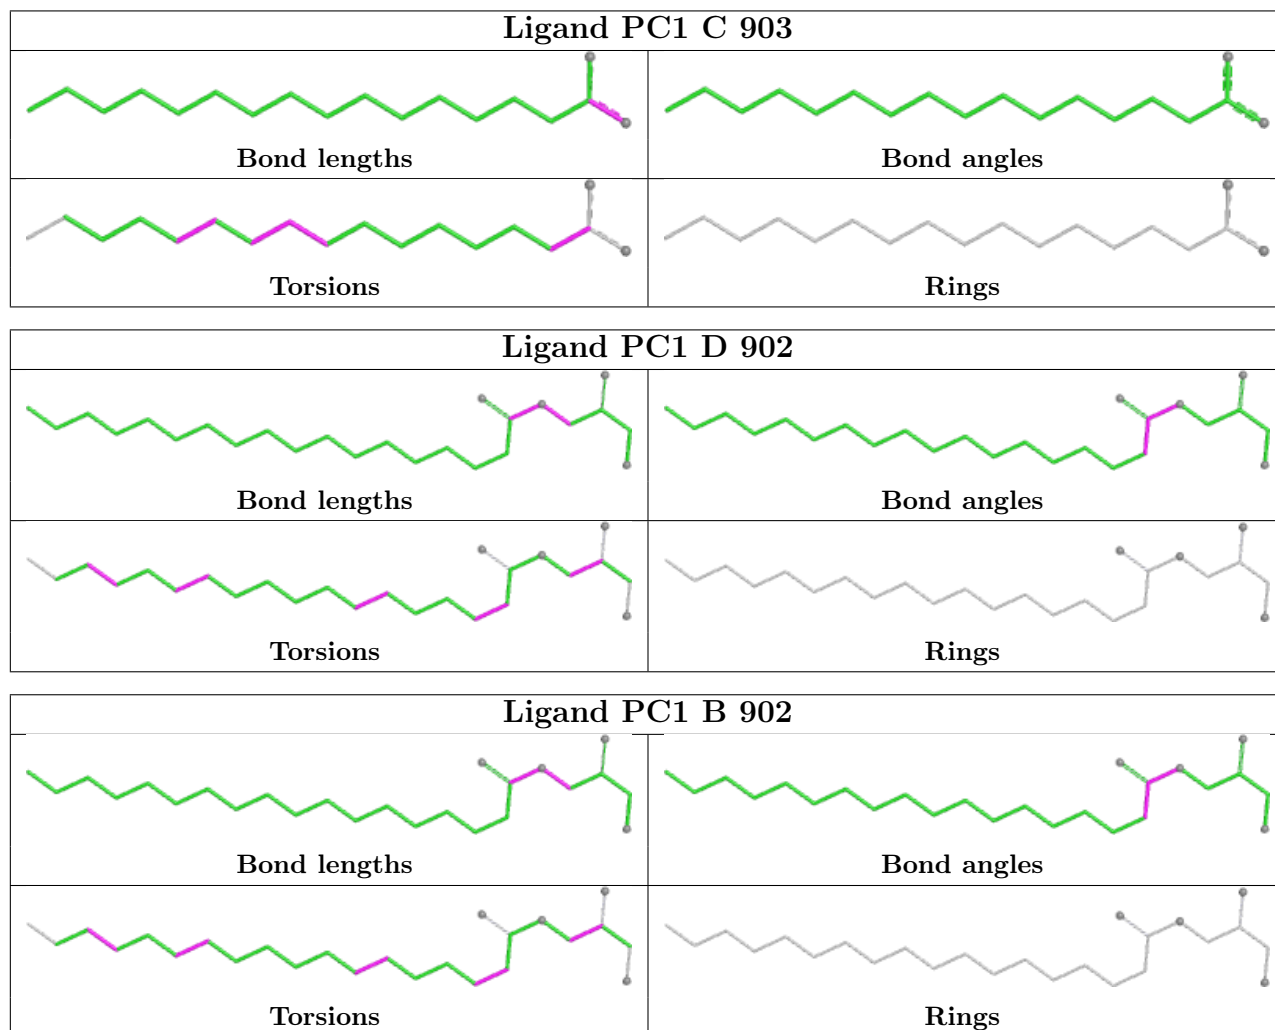 Ligand PC1 C 903
Bond lengths
Bond angles
Torsions
Rings
Ligand PC1 D 902
Bond lengths
Bond angles
Torsions
Rings
Ligand PC1 B 902
Bond lengths
Bond angles
Torsions
Rings